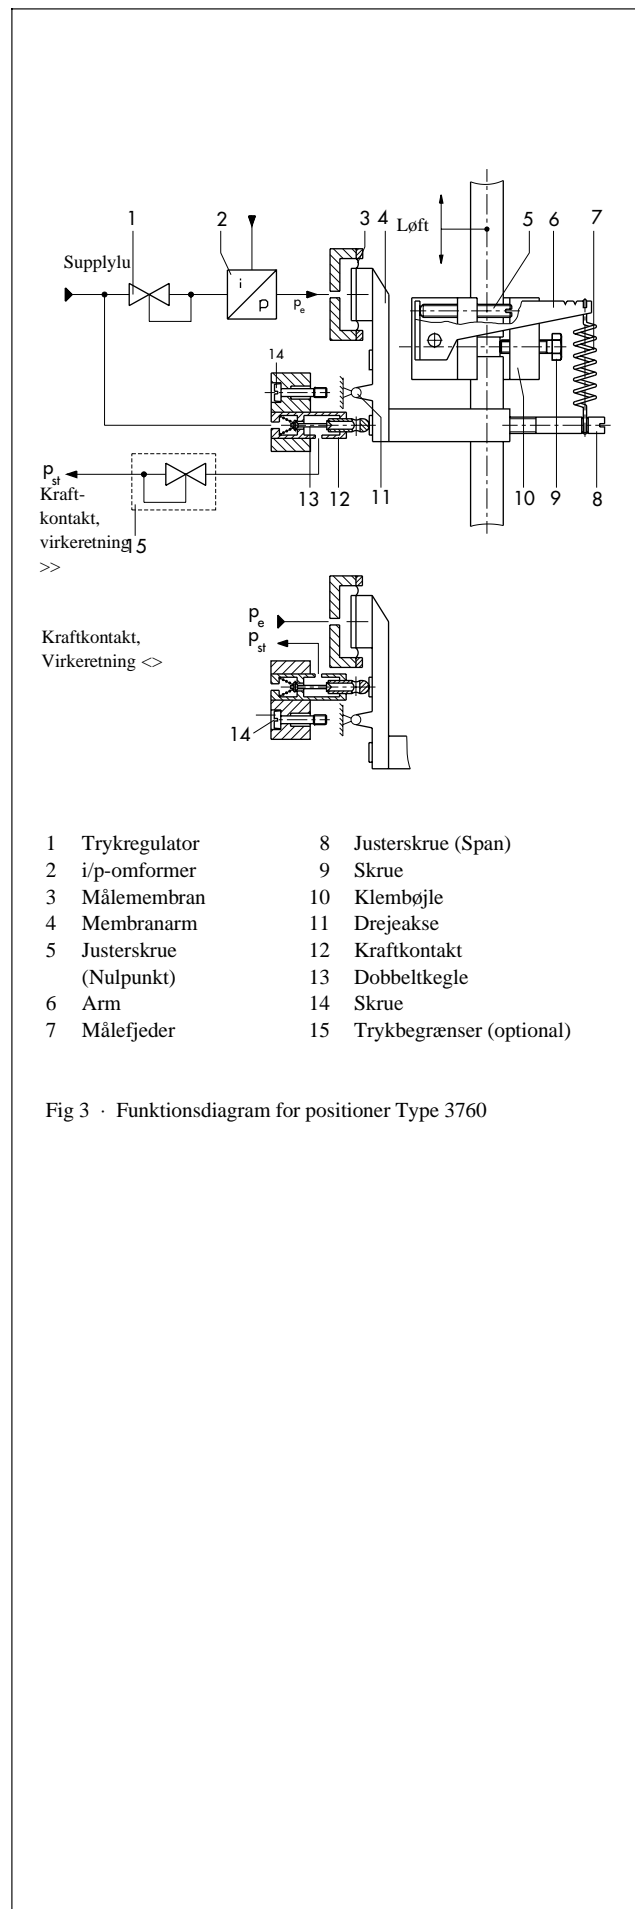 1
2
3
4
Løft
5
6
7
Supplylu
i
p
pe
14
pst
Kraft-
kontakt,
virkeretning
>>
15
13
12
11
10
9
8
pe
pst
Kraftkontakt,
Virkeretning <>
14
1 Trykregulator
2 i/p-omformer
3 Målemembran
4 Membranarm
5 Justerskrue
(Nulpunkt)
6 Arm
7 Målefjeder
8 Justerskrue (Span)
9 Skrue
10 Klembøjle
11 Drejeakse
12 Kraftkontakt
13 Dobbeltkegle
14 Skrue
15 Trykbegrænser (optional)
Fig 3 · Funktionsdiagram for positioner Type 3760